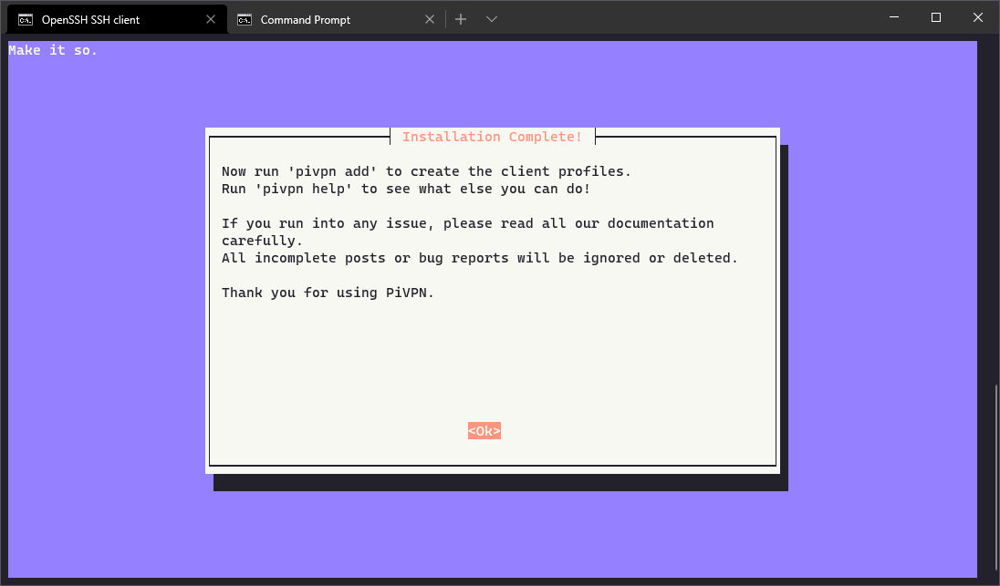 OpenSSH SSH client
Command Prompt
Make it so.
Installation Complete!
Now run 'pivpn add' to create the client profiles.
Run 'pivpn help' to see what else you can do!
If you run into any issue, please read all our documentation
carefully.
All incomplete posts or bug reports will be ignored or deleted.
Thank you for using PiVPN.
<Ok>